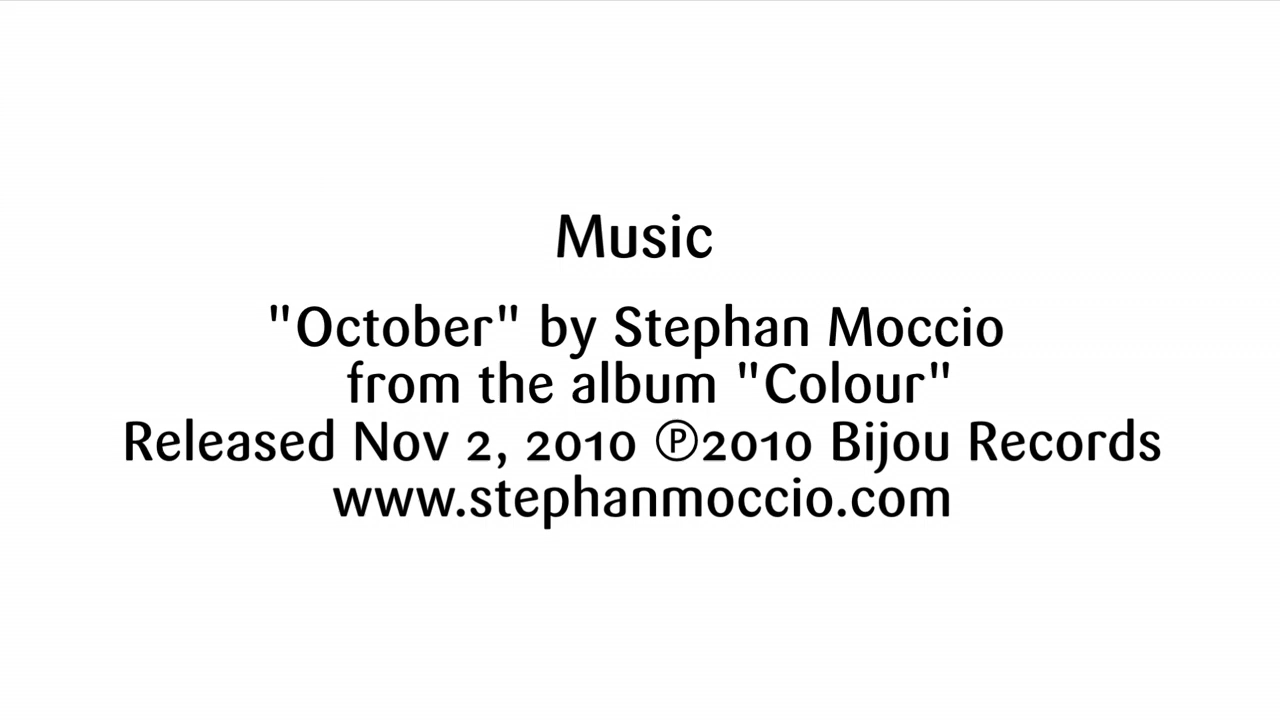 Music
"October" by Stephan Moccio
from the album "Colour"
Released Nov 2, 2010 ℗2010 Bijou Records
www.stephanmoccio.com